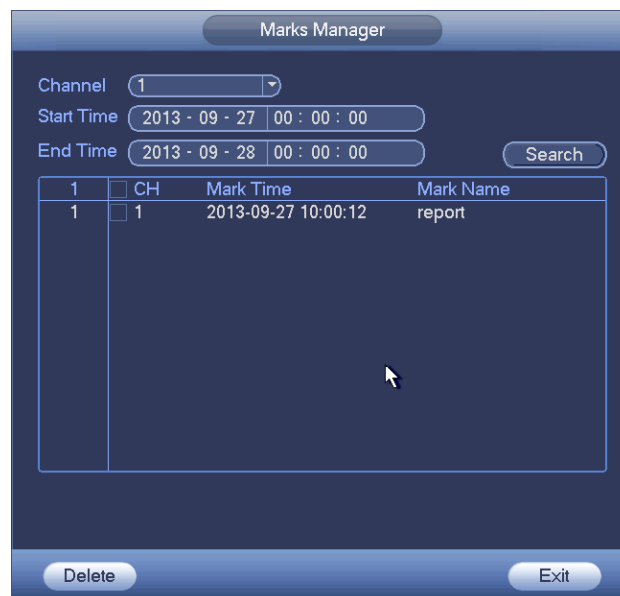 Marks Manager
Channel 1
Start Time 2013 - 09 - 27 00 : 00 : 00
End Time 2013 - 09 - 28 00 : 00 : 00 Search
1 CH Mark Time Mark Name
1 1 2013-09-27 10:00:12 report
Delete Exit